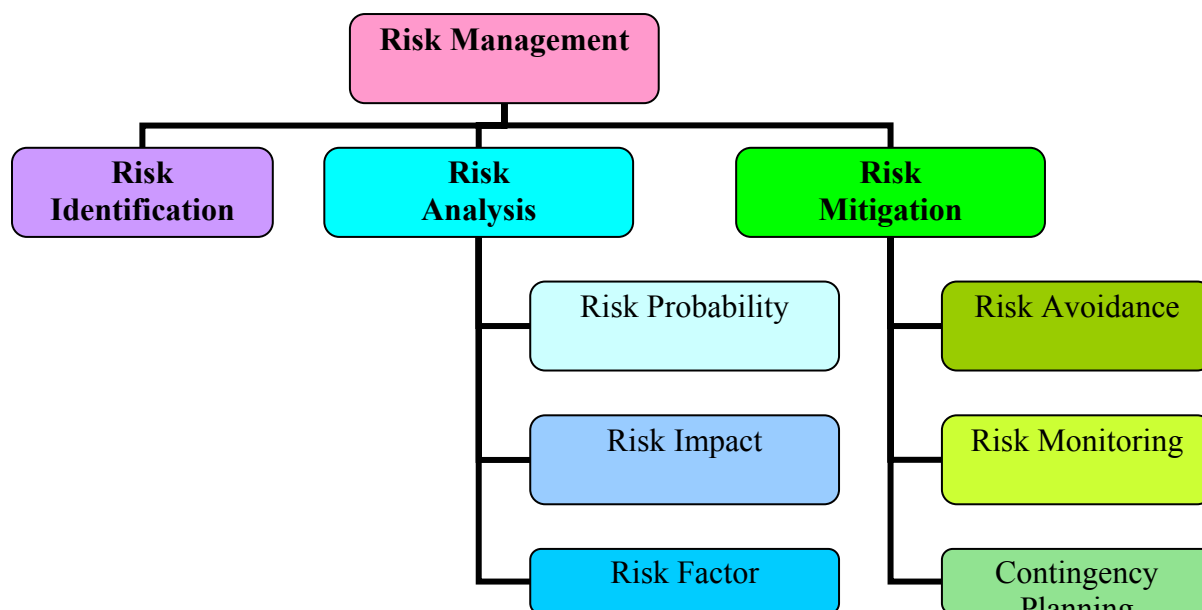 Risk Management
Risk
Identification
Risk
Analysis
Risk
Mitigation
Risk Probability
Risk Avoidance
Risk Impact
Risk Monitoring
Risk Factor
Contingency
Planning